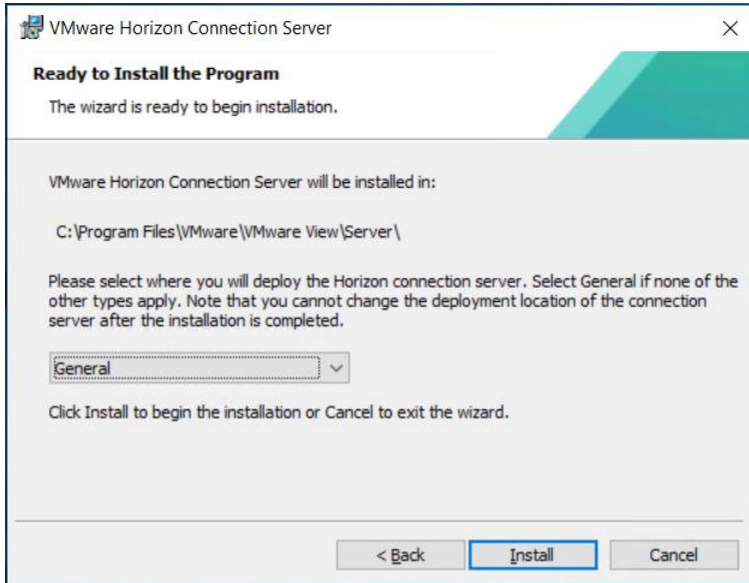 VMware Horizon Connection Server
Ready to Install the Program
The wizard is ready to begin installation.
VMware Horizon Connection Server will be installed in:
C:\Program Files\VMware\VMware View\Server\
Please select where you will deploy the Horizon connection server. Select General if none of the
other types apply. Note that you cannot change the deployment location of the connection
server after the installation is completed.
General
Click Install to begin the installation or Cancel to exit the wizard.
< Back
Install
Cancel